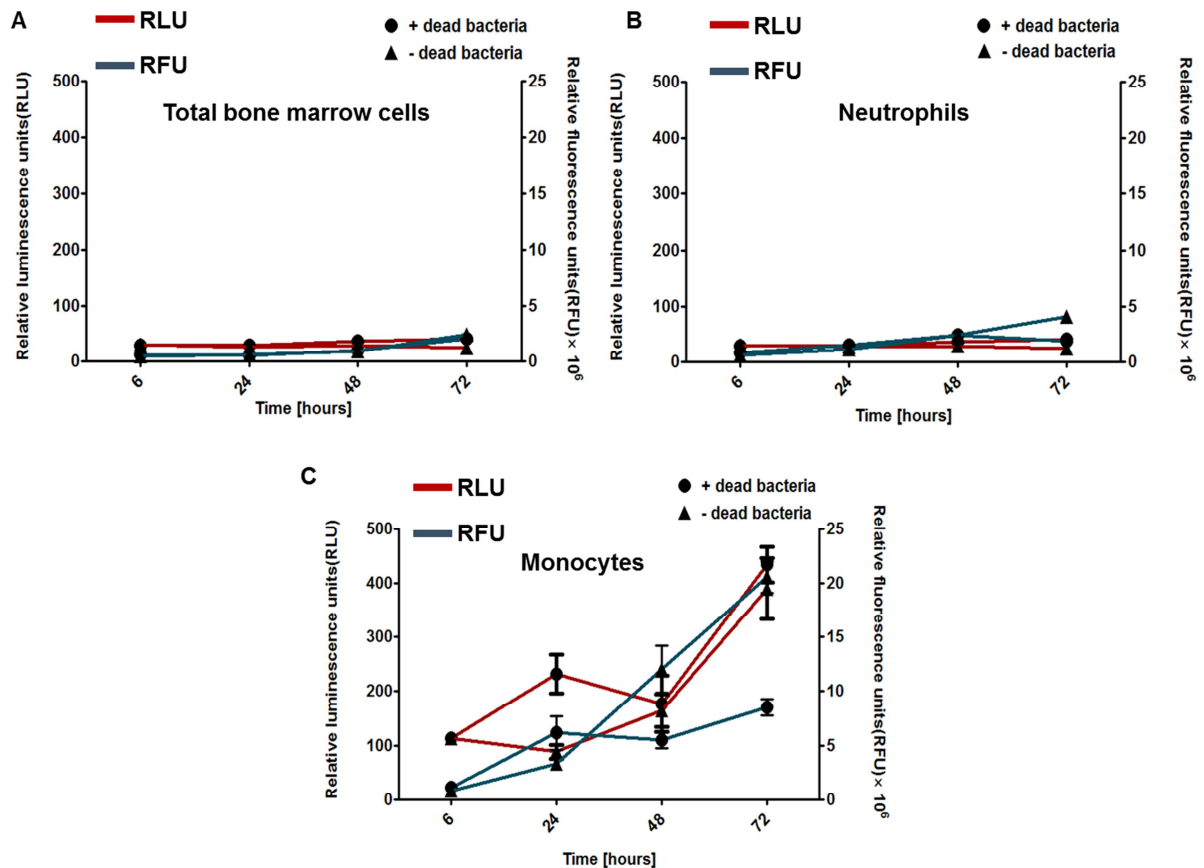 A
RLU
RFU
+ dead bacteria
- dead bacteria
Total bone marrow cells
Relative luminescence units(RLU)
500
400
300
200
100
0
Relative fluorescence units(RFU)× 10⁶
25
20
15
10
5
0
6
24
48
72
Time [hours]
B
RLU
RFU
+ dead bacteria
- dead bacteria
Neutrophils
Relative luminescence units(RLU)
500
400
300
200
100
0
Relative fluorescence units(RFU)× 10⁶
25
20
15
10
5
0
6
24
48
72
Time [hours]
C
RLU
RFU
+ dead bacteria
- dead bacteria
Monocytes
Relative luminescence units(RLU)
500
400
300
200
100
0
Relative fluorescence units(RFU)× 10⁶
25
20
15
10
5
0
6
24
48
72
Time [hours]